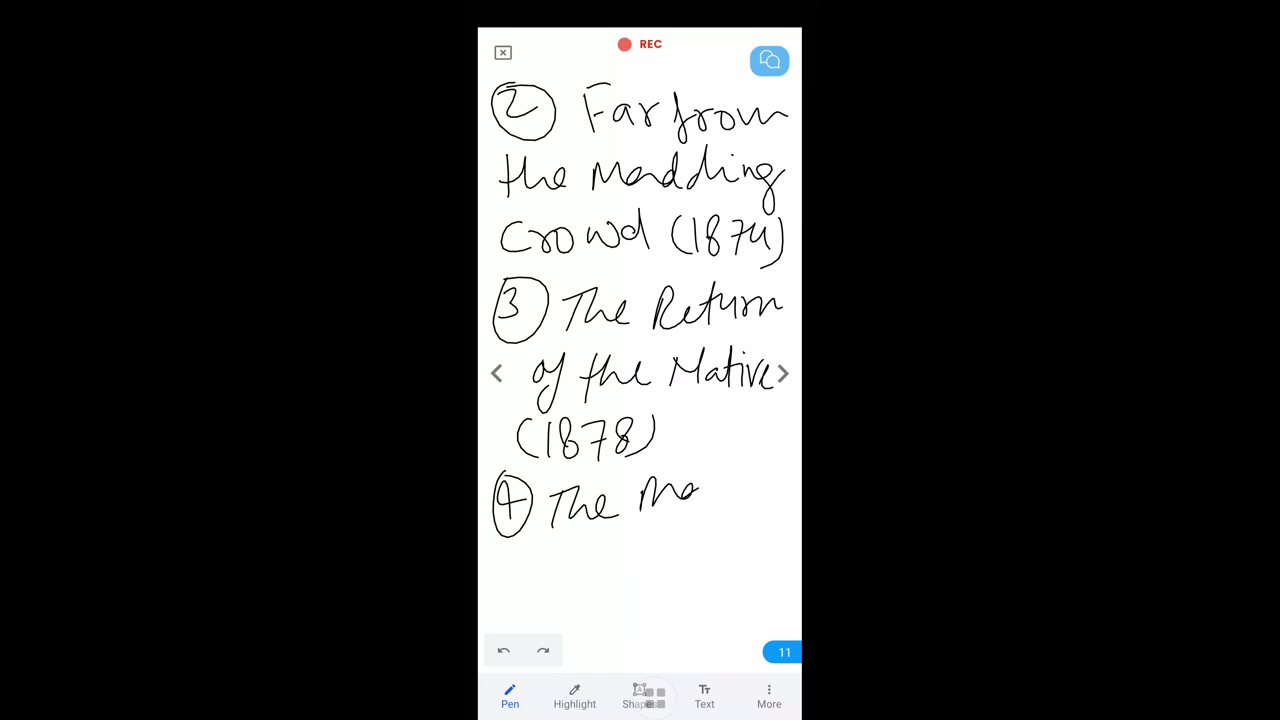 REC
2 Far from
the Madding
Crowd (1874)
3 The Return
of the Native
(1878)
4 The Ma
11
Pen Highlight Shapes Text More